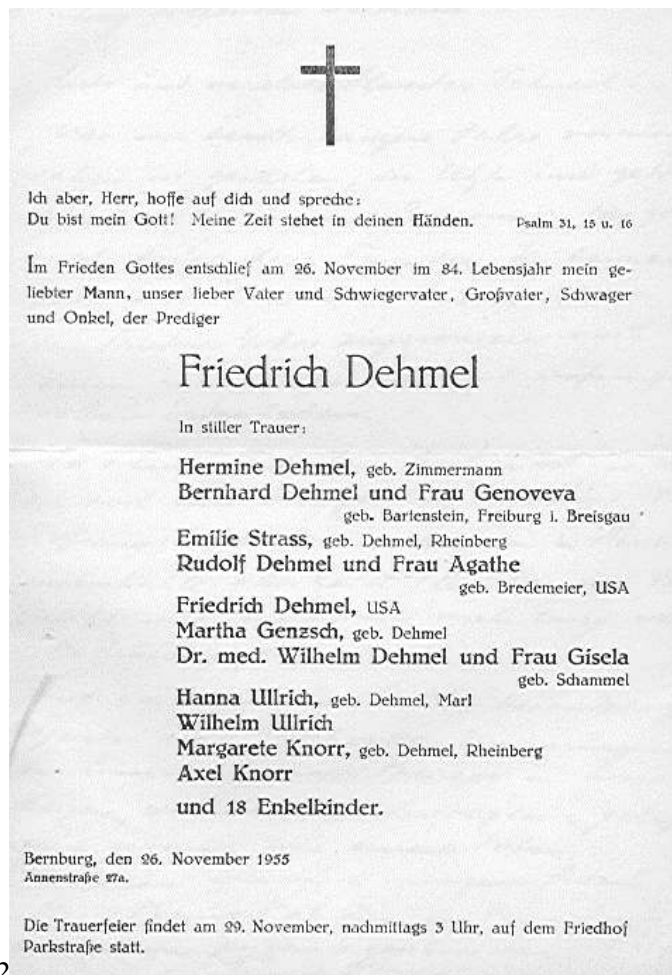 Ich aber, Herr, hoffe auf dich und spreche:
Du bist mein Gott! Meine Zeit stehet in deinen Händen. Psalm 31, 15 u. 16
Im Frieden Gottes entschlief am 26. November im 84. Lebensjahr mein ge-
liebter Mann, unser lieber Vater und Schwiegervater, Großvater, Schwager
und Onkel, der Prediger
Friedrich Dehmel
In stiller Trauer:
Hermine Dehmel, geb. Zimmermann
Bernhard Dehmel und Frau Genoveva
geb. Bartenstein, Freiburg i. Breisgau
Emilie Strass, geb. Dehmel, Rheinberg
Rudolf Dehmel und Frau Agathe
geb. Bredemeier, USA
Friedrich Dehmel, USA
Martha Genzsch, geb. Dehmel
Dr. med. Wilhelm Dehmel und Frau Gisela
geb. Schammel
Hanna Ullrich, geb. Dehmel, Marl
Wilhelm Ullrich
Margarete Knorr, geb. Dehmel, Rheinberg
Axel Knorr
und 18 Enkelkinder.
Bernburg, den 26. November 1955
Annenstraße 27a.
Die Trauerfeier findet am 29. November, nachmittags 3 Uhr, auf dem Friedhof
Parkstraße statt.
2